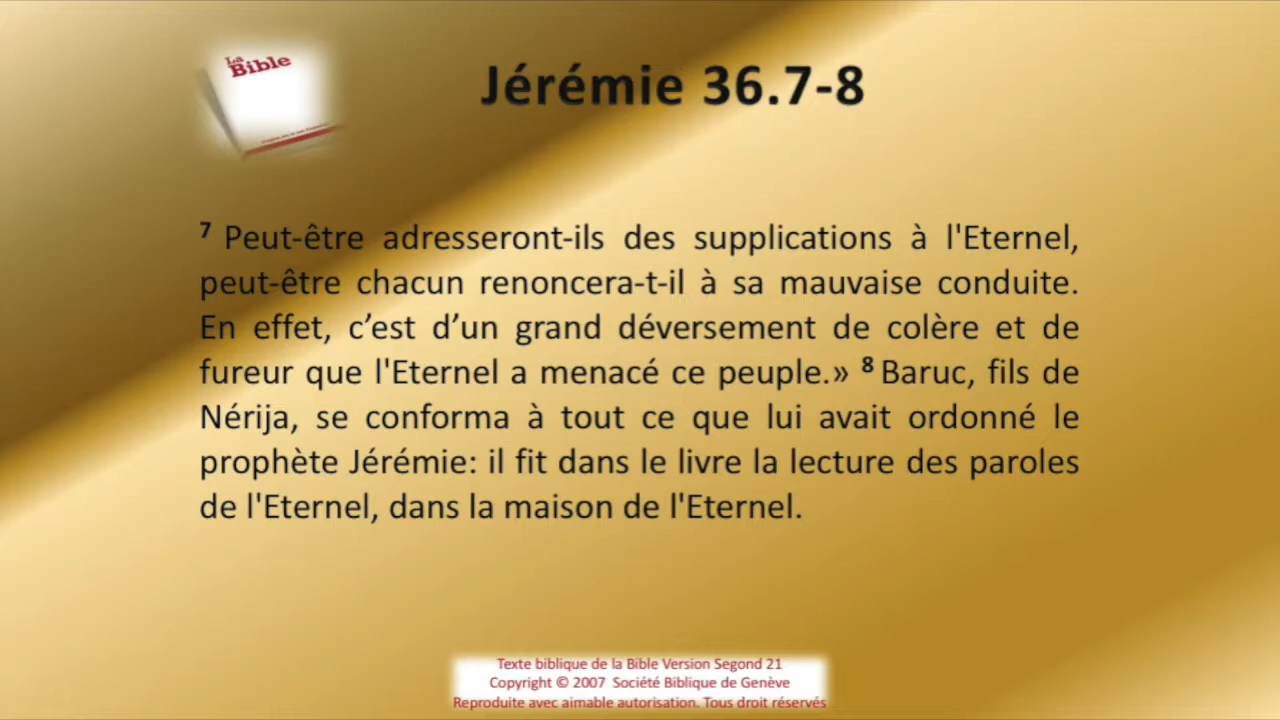 La
Bible
Jérémie 36.7-8
⁷ Peut-être adresseront-ils des supplications à l'Eternel,
peut-être chacun renoncera-t-il à sa mauvaise conduite.
En effet, c’est d’un grand déversement de colère et de
fureur que l'Eternel a menacé ce peuple.» ⁸ Baruc, fils de
Nérija, se conforma à tout ce que lui avait ordonné le
prophète Jérémie: il fit dans le livre la lecture des paroles
de l'Eternel, dans la maison de l'Eternel.
Texte biblique de la Bible Version Segond 21
Copyright © 2007 Société Biblique de Genève
Reproduite avec aimable autorisation. Tous droit réservés